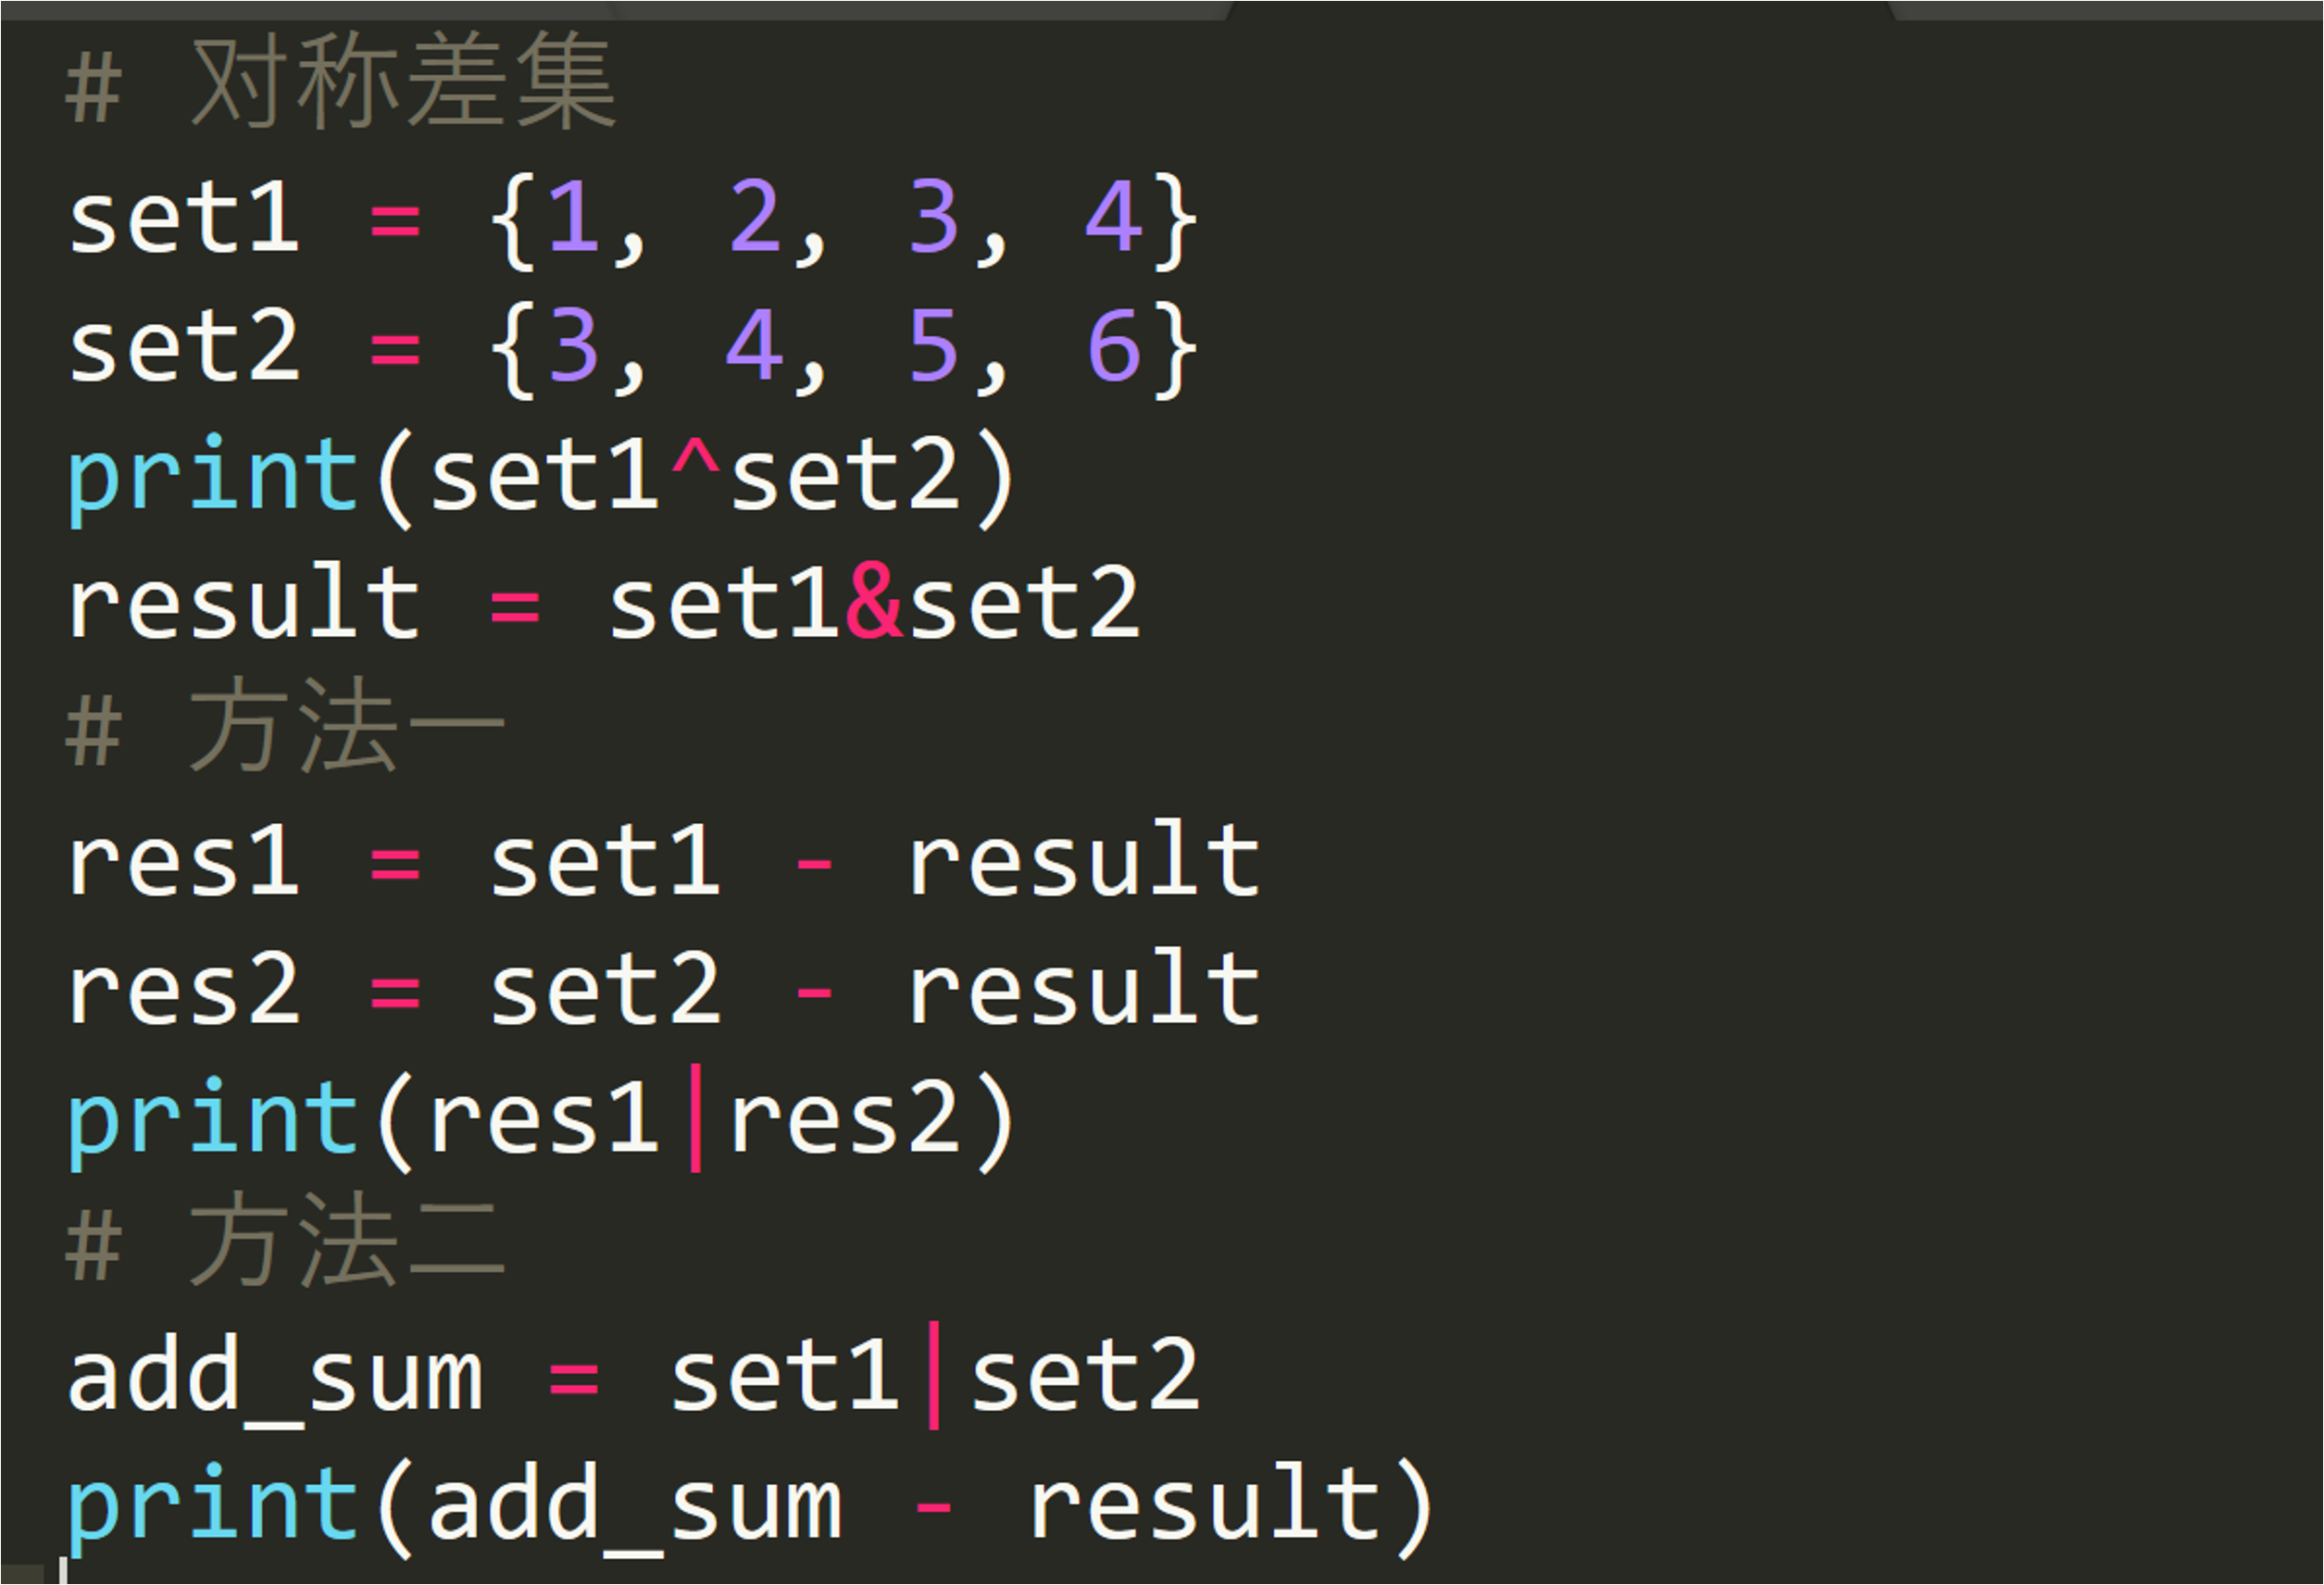 # 对称差集
set1 = {1, 2, 3, 4}
set2 = {3, 4, 5, 6}
print(set1^set2)
result = set1&set2
# 方法一
res1 = set1 - result
res2 = set2 - result
print(res1|res2)
# 方法二
add_sum = set1|set2
print(add_sum - result)